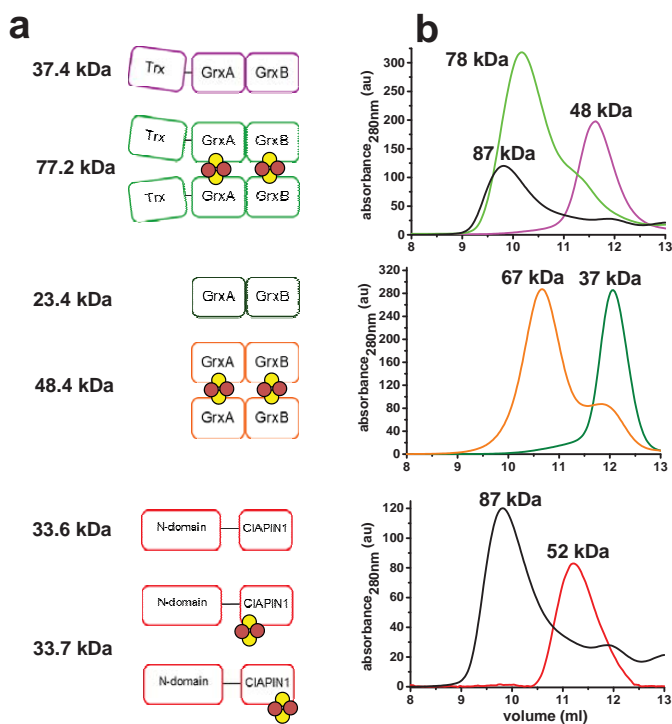 a
37.4 kDa
Trx
GrxA
GrxB
77.2 kDa
Trx
GrxA
GrxB
Trx
GrxA
GrxB
23.4 kDa
GrxA
GrxB
48.4 kDa
GrxA
GrxB
GrxA
GrxB
33.6 kDa
N-domain
CIAPIN1
33.7 kDa
N-domain
CIAPIN1
N-domain
CIAPIN1
b
absorbance280nm (au)
300
250
200
150
100
50
0
78 kDa
48 kDa
87 kDa
8
9
10
11
12
13
absorbance280nm (au)
320
280
240
200
160
120
80
40
0
67 kDa
37 kDa
8
9
10
11
12
13
absorbance280nm (au)
120
100
80
60
40
20
0
87 kDa
52 kDa
8
9
10
11
12
13
volume (ml)